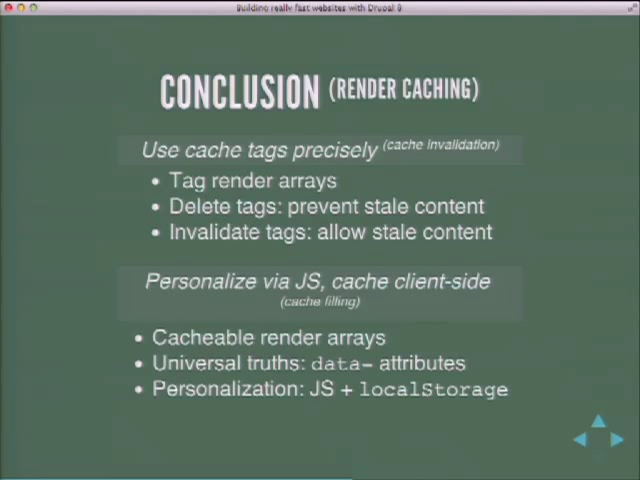 Building really fast websites with Drupal 8
CONCLUSION (RENDER CACHING)
Use cache tags precisely (cache invalidation)
• Tag render arrays
• Delete tags: prevent stale content
• Invalidate tags: allow stale content
Personalize via JS, cache client-side
(cache filling)
• Cacheable render arrays
• Universal truths: data- attributes
• Personalization: JS + localStorage